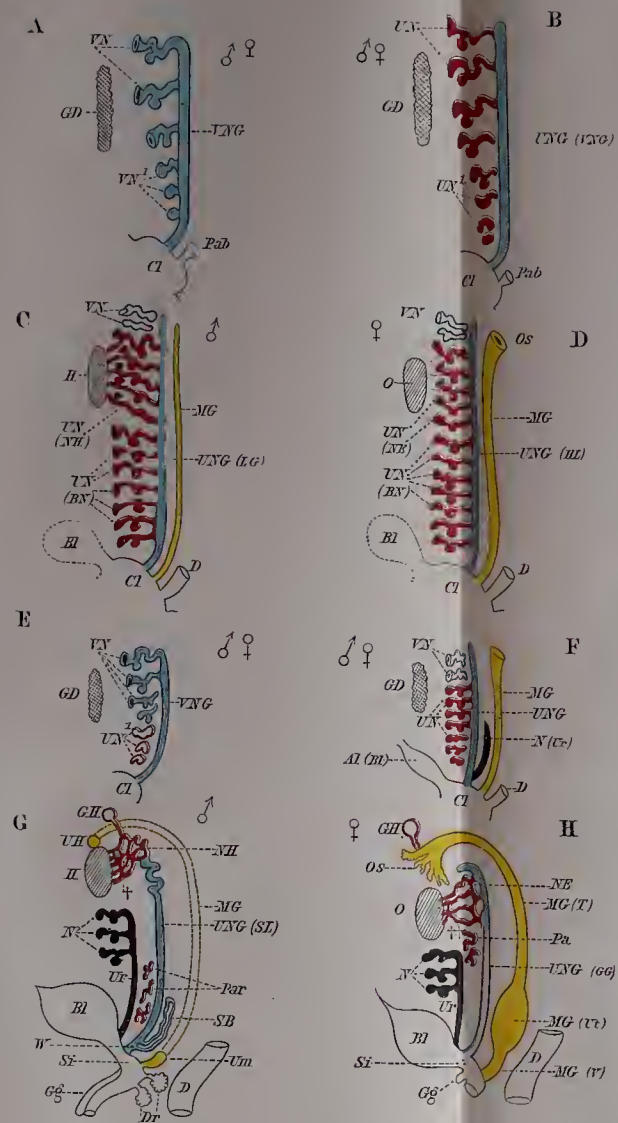 A
VN
♂ ♀
GD
VNG
VN¹
Pab
Cl
B
UN
♂ ♀
GD
UNG (VNG)
UN¹
Cl
Pab
C
VN
♂
H
UN
(NH)
MG
UNG (LG)
UN
(BN)
Bl
Cl
D
D
VN
♀
Os
O
UN
(NE)
MG
UNG (HL)
UN
(BN)
Bl
Cl
D
E
VN
♂ ♀
GD
VNG
UN¹
Cl
F
VN
♂ ♀
GD
MG
UN
UNG
N (Ur)
Al (Bl)
Cl
D
G
GH
♂
UH
NH
H
†
MG
UNG (SL)
N
Ur
Par
Bl
SB
W
Si
Um
Gg
D
Dr
H
♀
GH
Os
NE
MG (T)
O
††
Pa
N
UNG (GG)
Ur
Bl
MG (Ut)
Si
D
MG (V)
Gg